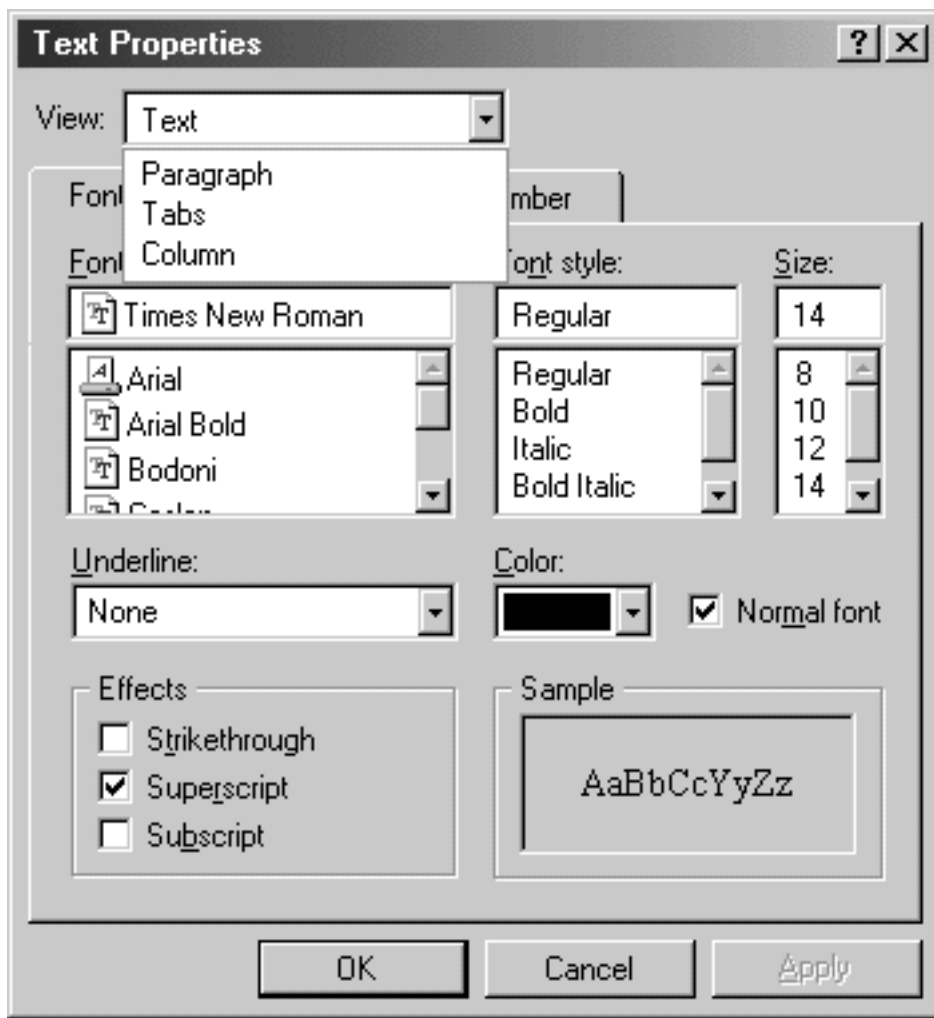 Text Properties
View: Text
Paragraph
Tabs
Column
Font style:
Size:
Times New Roman
Regular
14
Arial
Arial Bold
Bodoni
Regular
Bold
Italic
Bold Italic
8
10
12
14
Underline:
None
Color:
Normal font
Effects
Strikethrough
Superscript
Subscript
Sample
AaBbCcYyZz
OK Cancel Apply